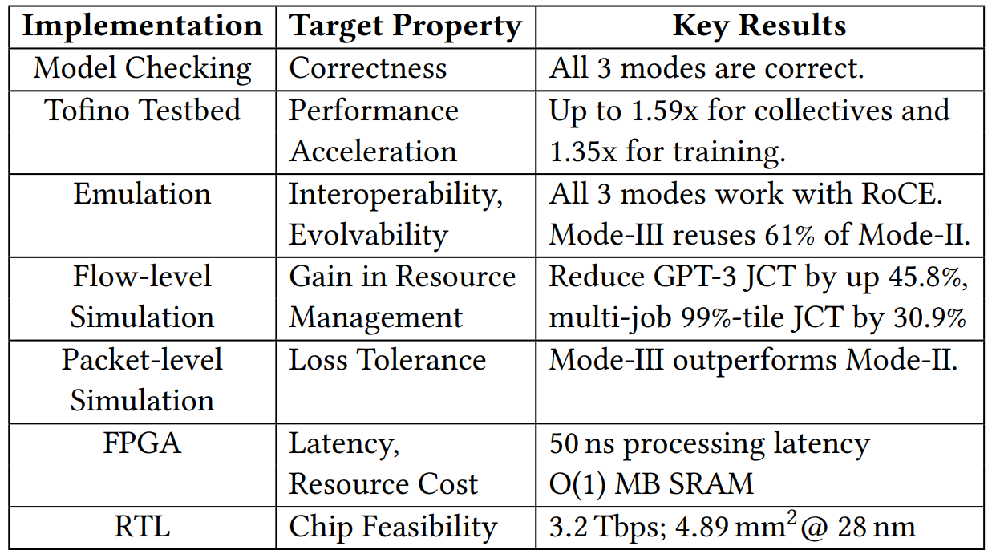 Implementation Target Property Key Results
Model Checking Correctness All 3 modes are correct.
Tofino Testbed Performance Up to 1.59x for collectives and
Acceleration 1.35x for training.
Emulation Interoperability, All 3 modes work with RoCE.
Evolvability Mode-III reuses 61% of Mode-II.
Flow-level Gain in Resource Reduce GPT-3 JCT by up 45.8%,
Simulation Management multi-job 99%-tile JCT by 30.9%
Packet-level Loss Tolerance Mode-III outperforms Mode-II.
Simulation
FPGA Latency, 50 ns processing latency
Resource Cost O(1) MB SRAM
RTL Chip Feasibility 3.2 Tbps; 4.89 mm²@ 28 nm